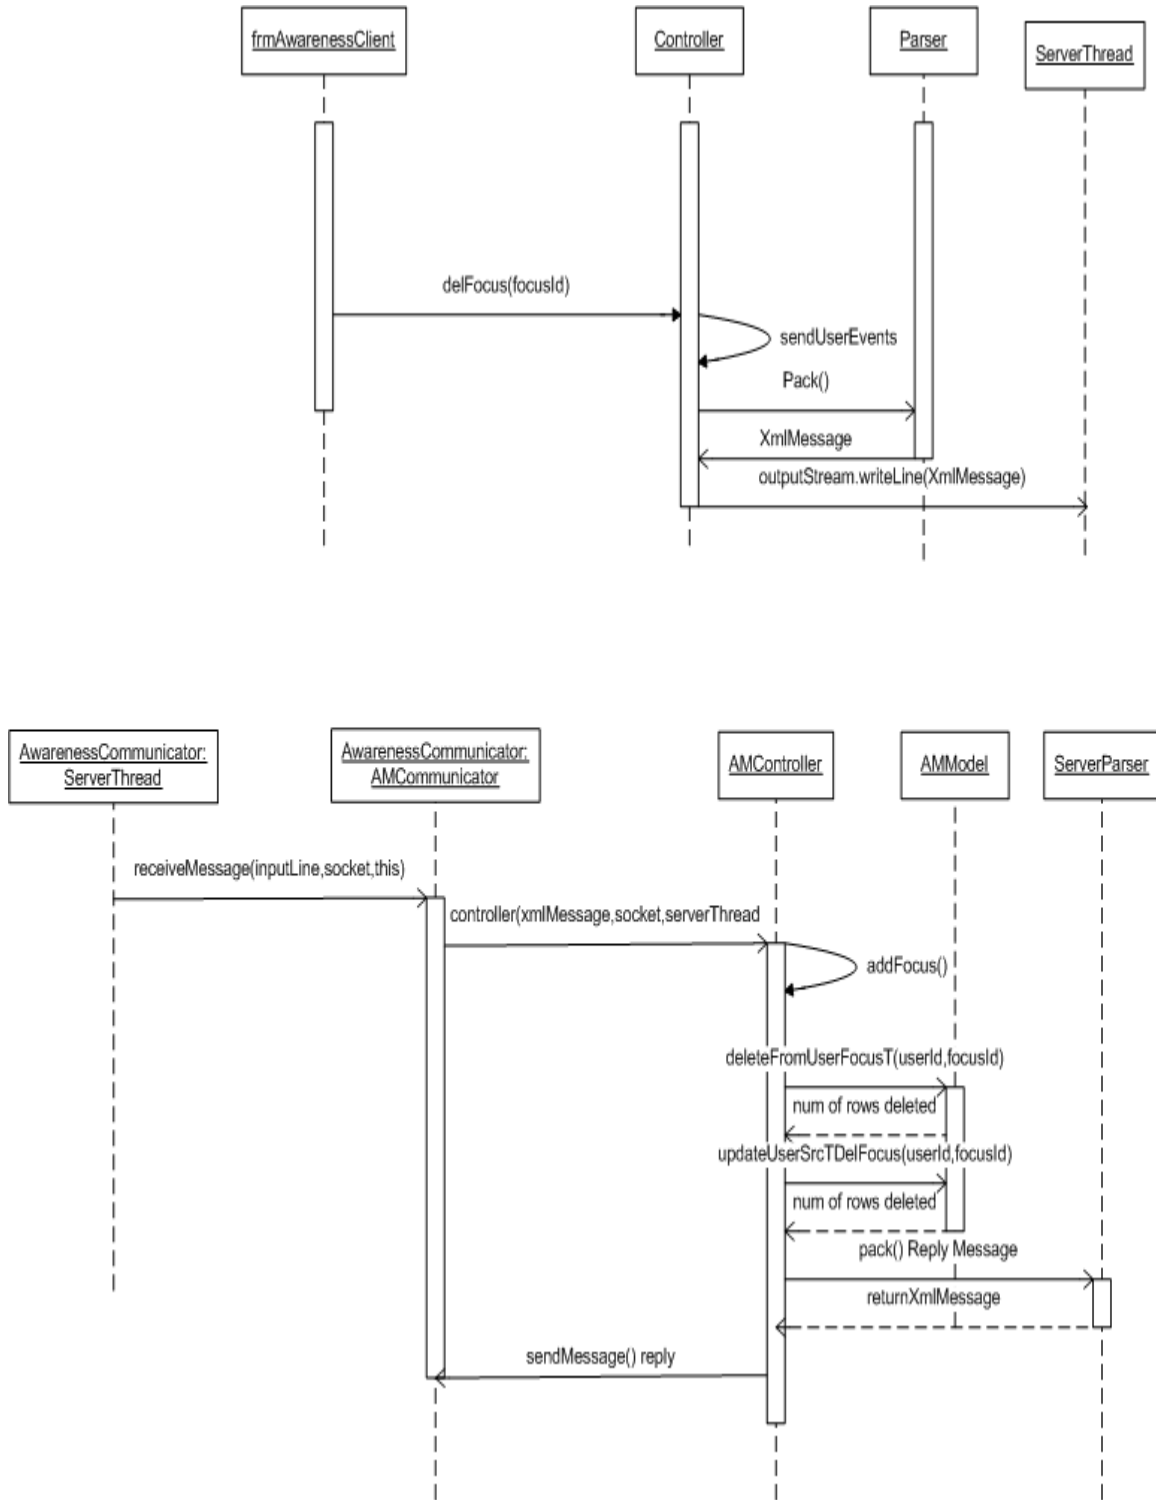 frmAwarenessClient
Controller
Parser
ServerThread
delFocus(focusId)
sendUserEvents
Pack()
XmlMessage
outputStream.writeLine(XmlMessage)
AwarenessCommunicator:
ServerThread
AwarenessCommunicator:
AMCommunicator
AMController
AMModel
ServerParser
receiveMessage(inputLine,socket,this)
controller(xmlMessage,socket,serverThread
addFocus()
deleteFromUserFocusT(userId,focusId)
num of rows deleted
updateUserSrcTDelFocus(userId,focusId)
num of rows deleted
pack() Reply Message
returnXmlMessage
sendMessage() reply